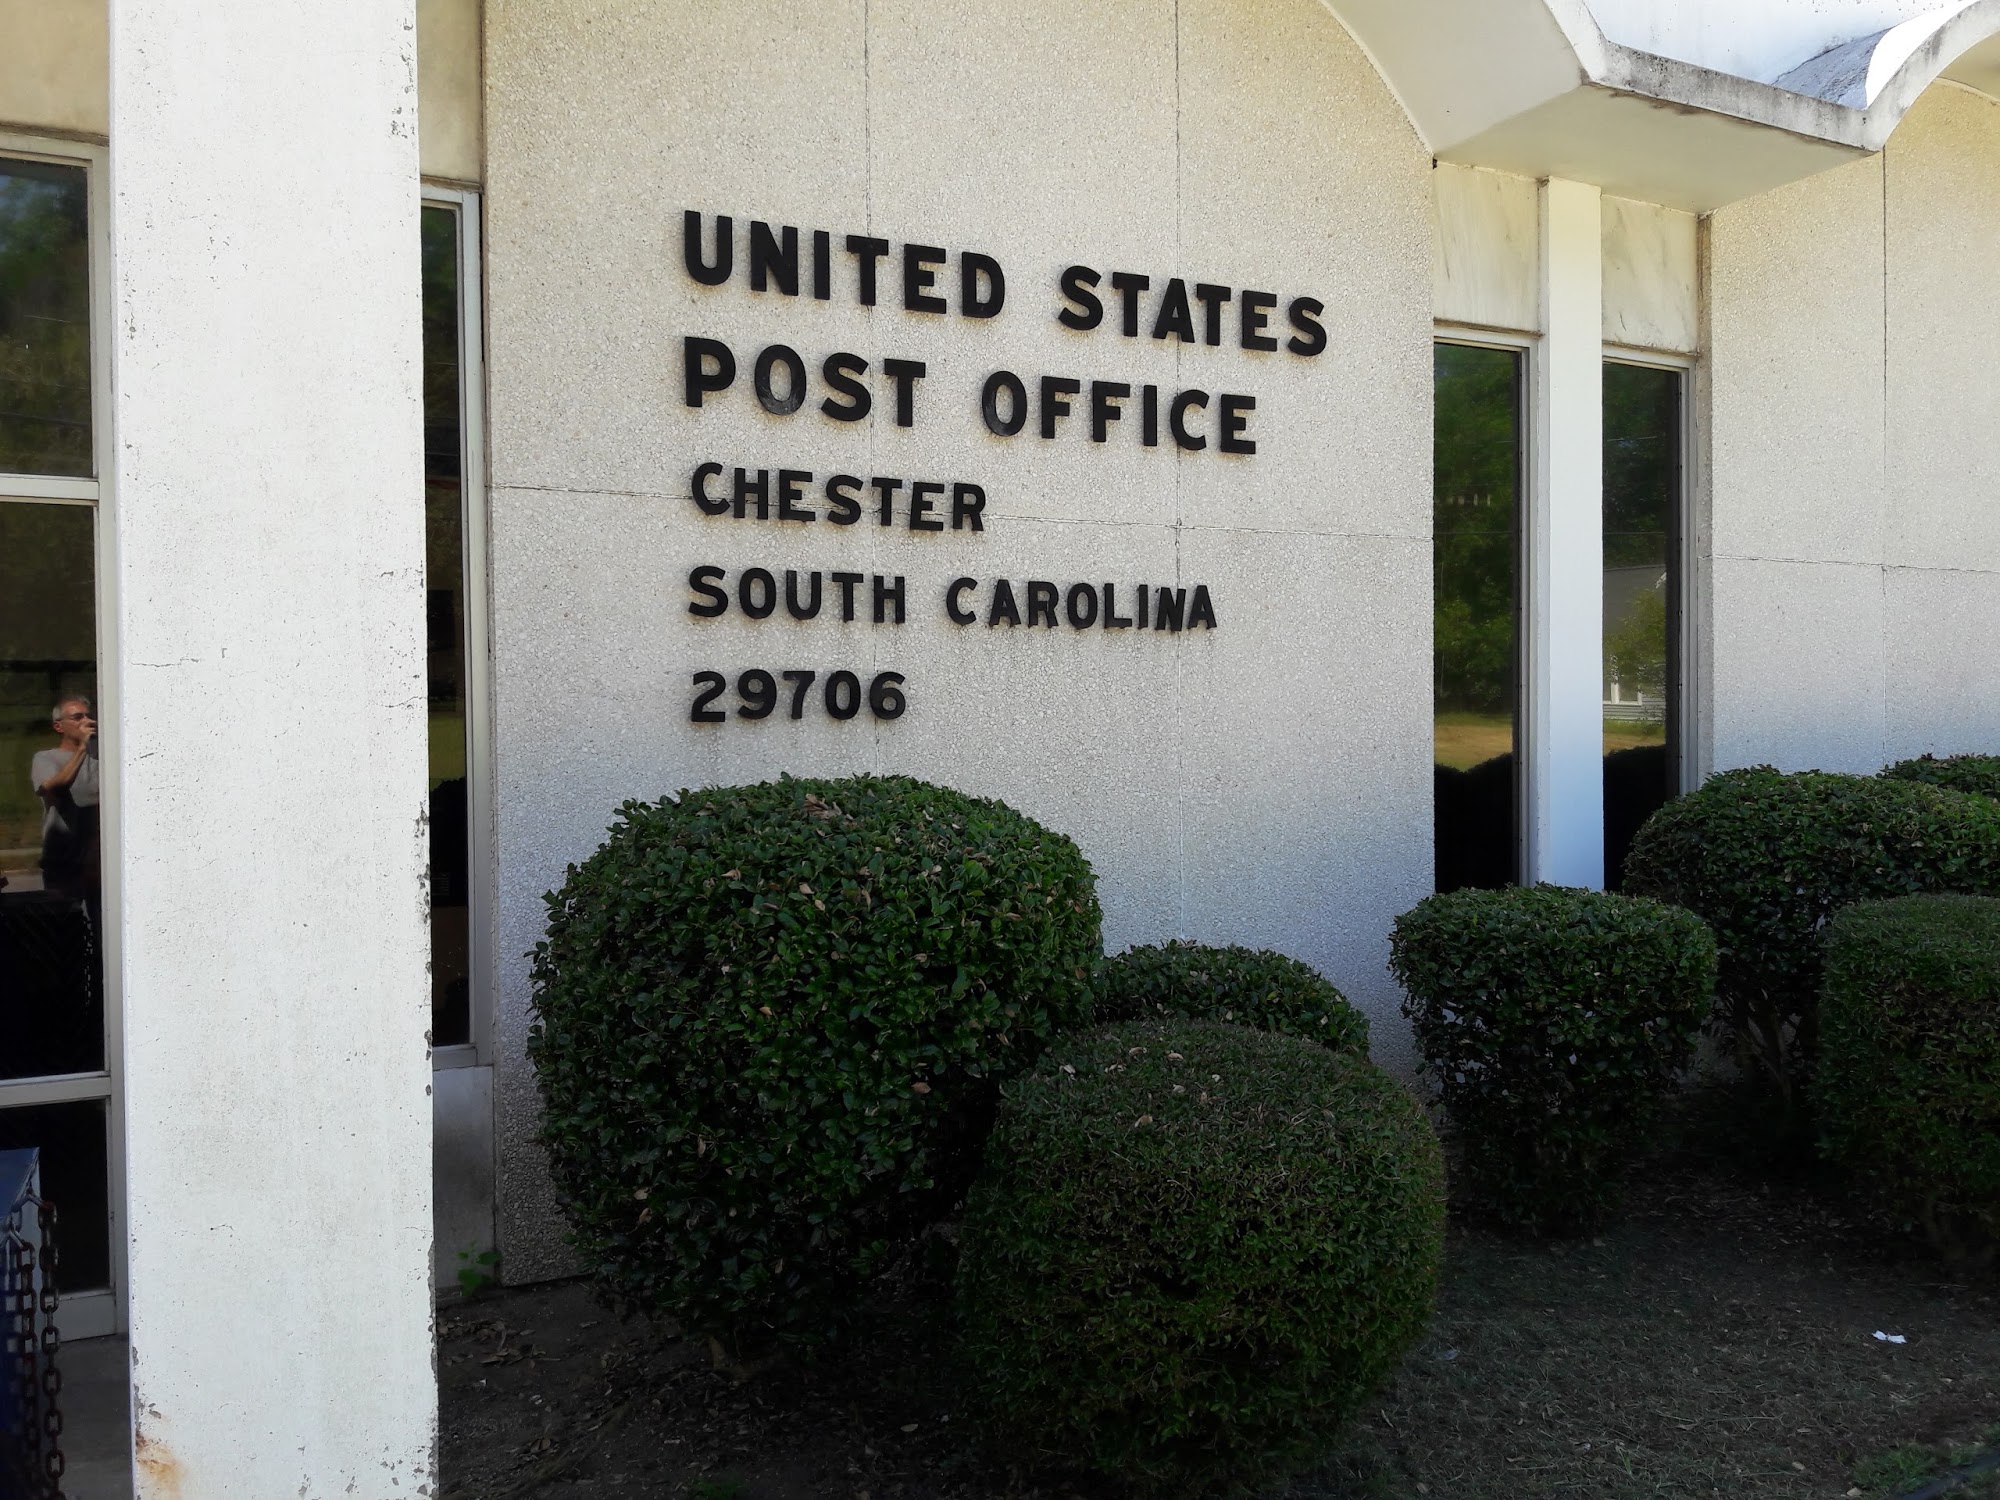 UNITED STATES
POST OFFICE
CHESTER
SOUTH CAROLINA
29706